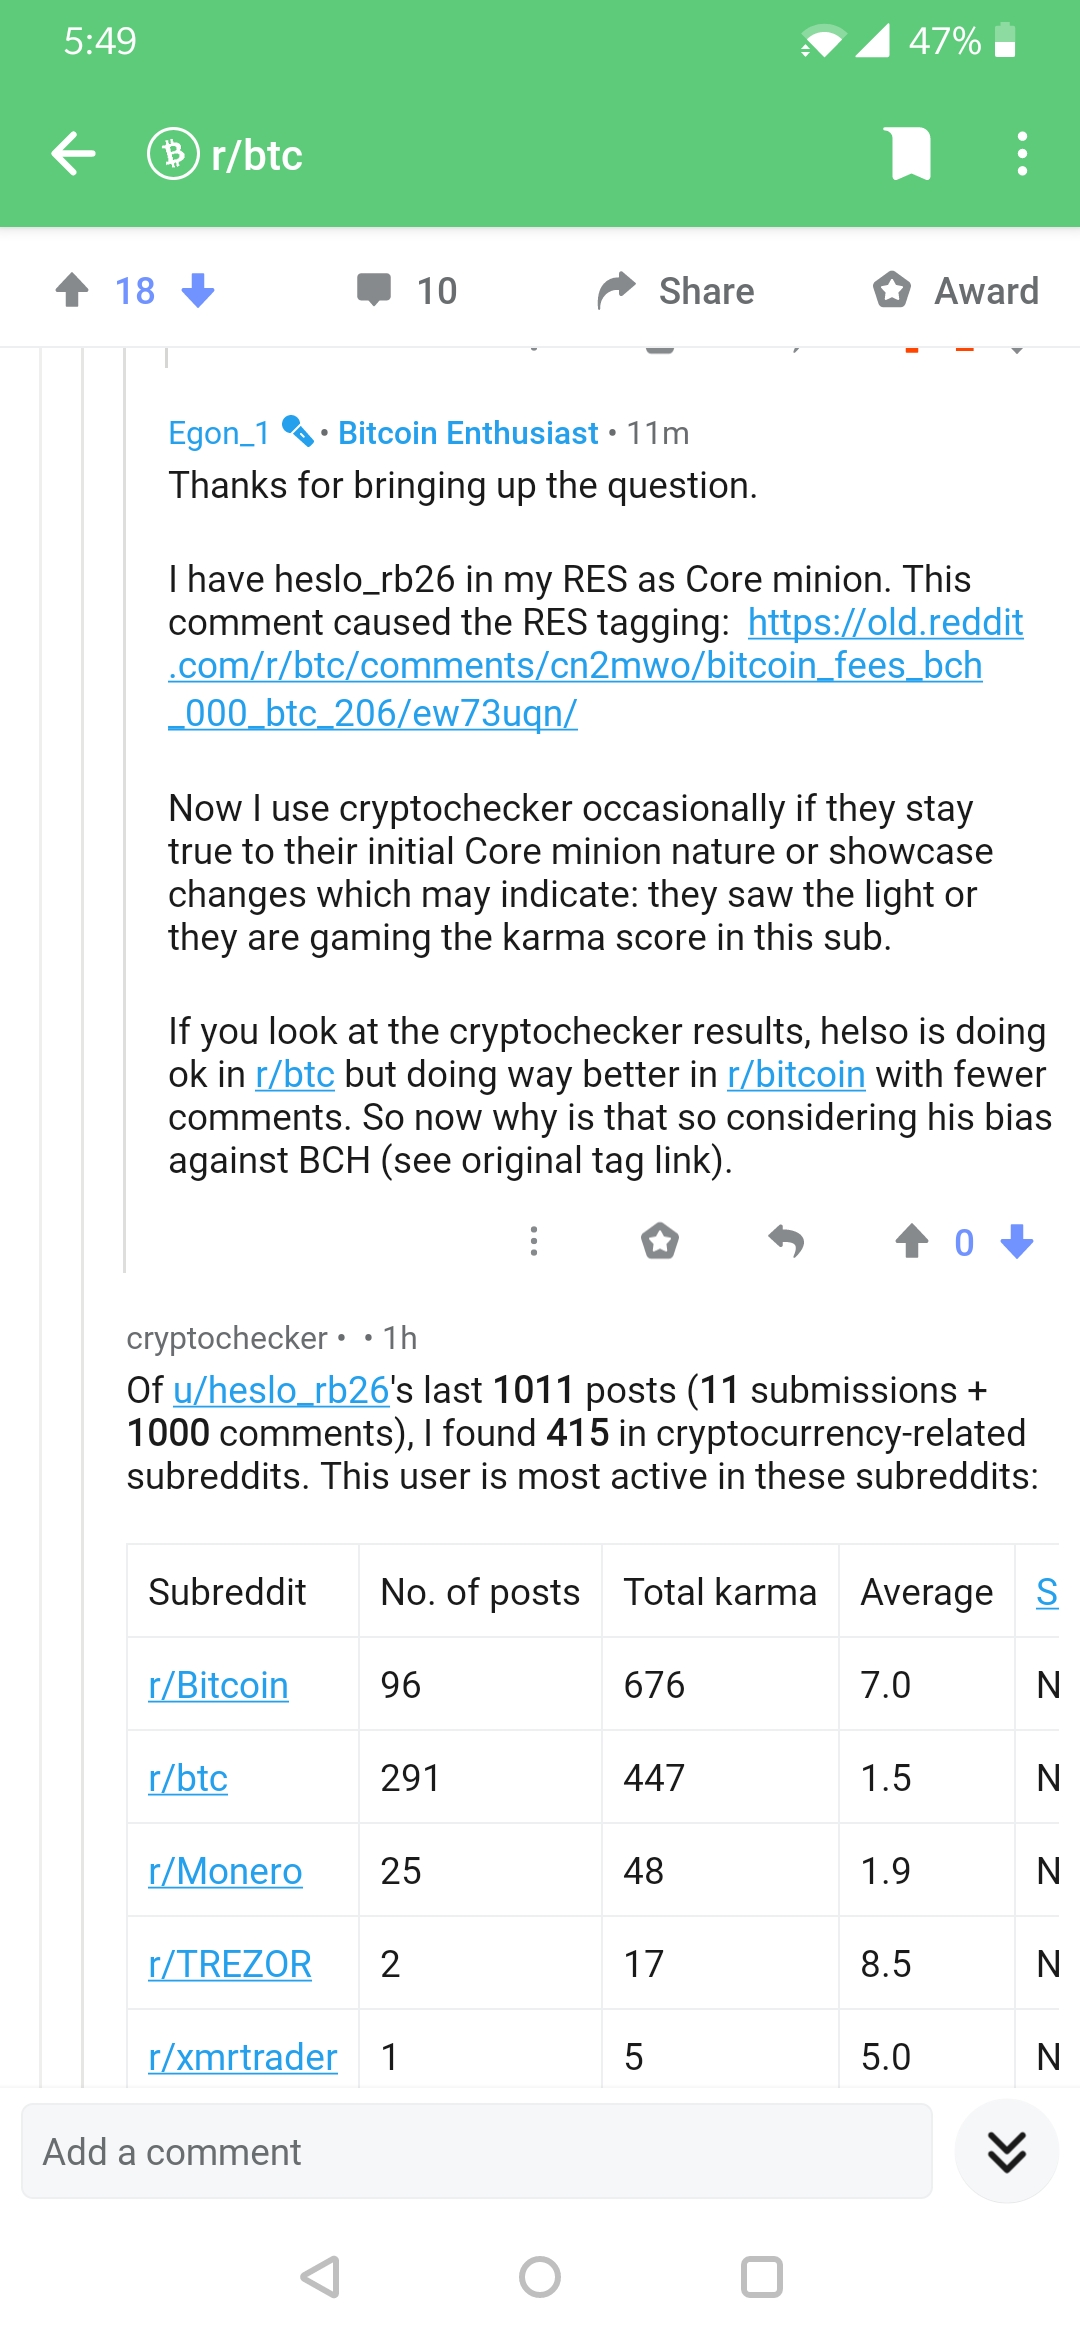 5:49
47%
r/btc
18
10
Share
Award
Egon_1 • Bitcoin Enthusiast • 11m
Thanks for bringing up the question.
I have heslo_rb26 in my RES as Core minion. This
comment caused the RES tagging: https://old.reddit
.com/r/btc/comments/cn2mwo/bitcoin_fees_bch
_000_btc_206/ew73uqn/
Now I use cryptochecker occasionally if they stay
true to their initial Core minion nature or showcase
changes which may indicate: they saw the light or
they are gaming the karma score in this sub.
If you look at the cryptochecker results, helso is doing
ok in r/btc but doing way better in r/bitcoin with fewer
comments. So now why is that so considering his bias
against BCH (see original tag link).
0
cryptochecker • • 1h
Of u/heslo_rb26's last 1011 posts (11 submissions +
1000 comments), I found 415 in cryptocurrency-related
subreddits. This user is most active in these subreddits:
Subreddit No. of posts Total karma Average S
r/Bitcoin 96 676 7.0 N
r/btc 291 447 1.5 N
r/Monero 25 48 1.9 N
r/TREZOR 2 17 8.5 N
r/xmrtrader 1 5 5.0 N
Add a comment